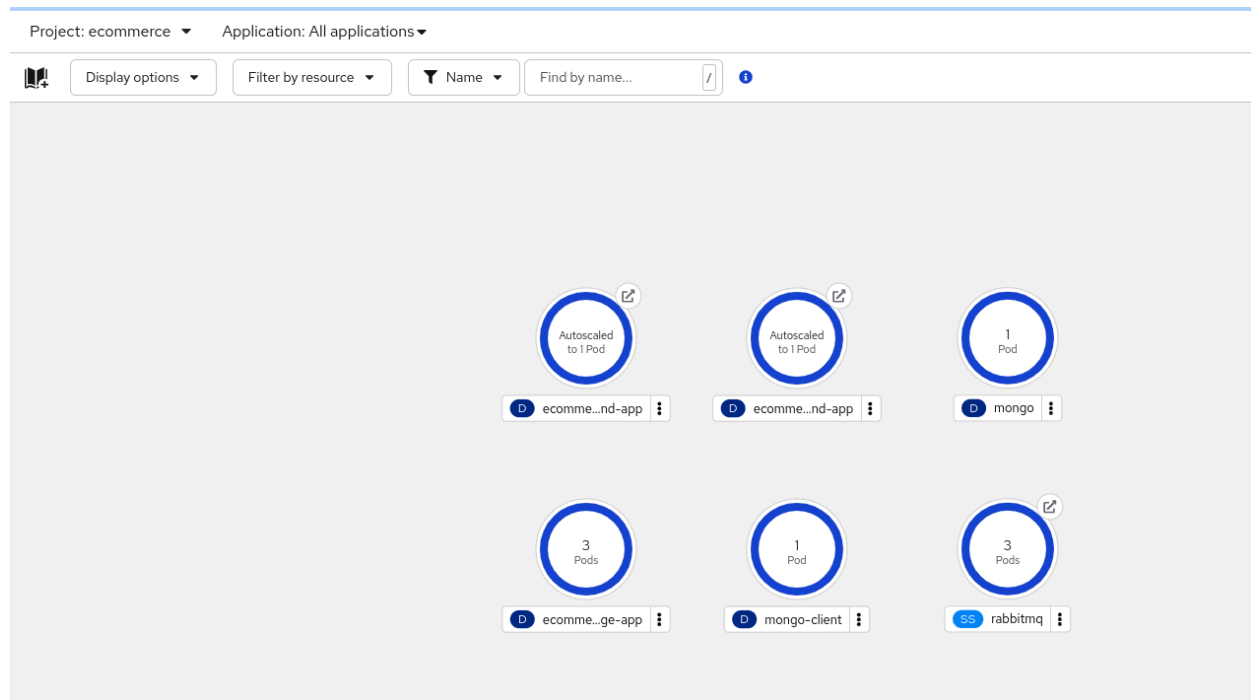 Project: ecommerce Application: All applications
Display options Filter by resource Name Find by name... /
Autoscaled
to 1 Pod
Autoscaled
to 1 Pod
1
Pod
D ecomme...nd-app
D ecomme...nd-app
D mongo
3
Pods
1
Pod
3
Pods
D ecomme...ge-app
D mongo-client
SS rabbitmq